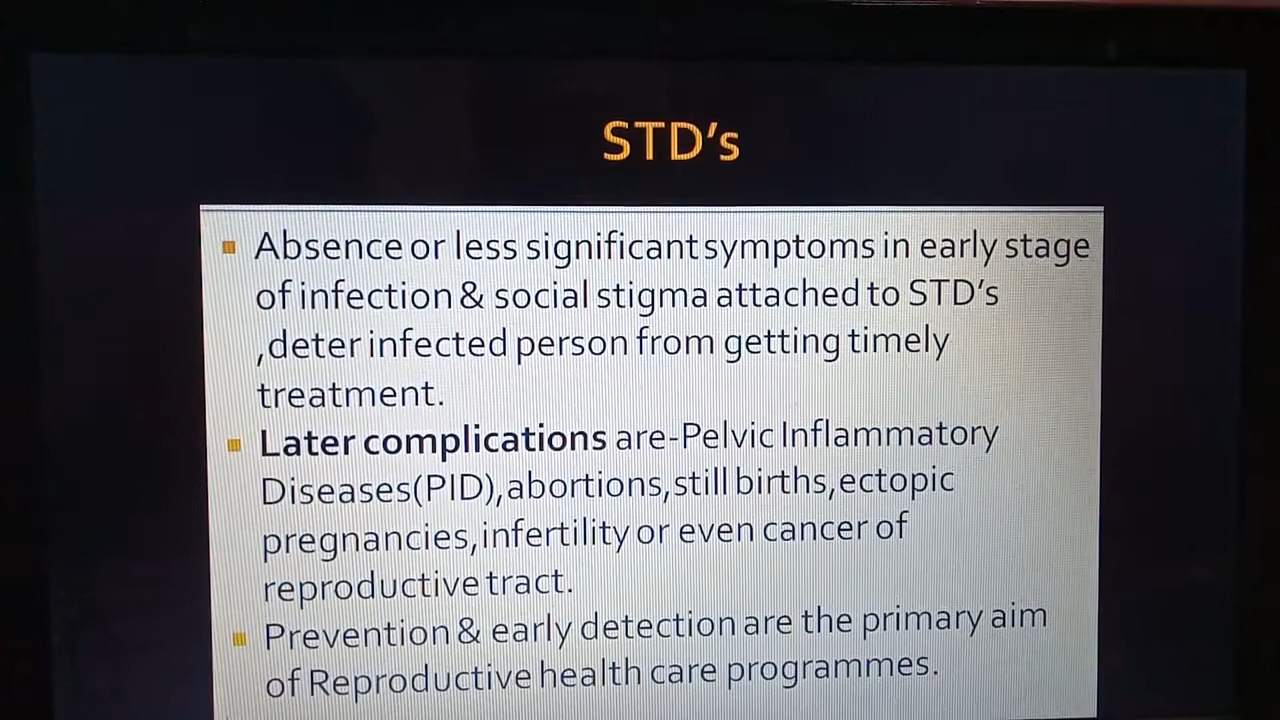 STD's
Absence or less significant symptoms in early stage
of infection & social stigma attached to STD's
,deter infected person from getting timely
treatment.
Later complications are-Pelvic Inflammatory
Diseases(PID),abortions,still births,ectopic
pregnancies,infertility or even cancer of
reproductive tract.
Prevention & early detection are the primary aim
of Reproductive health care programmes.